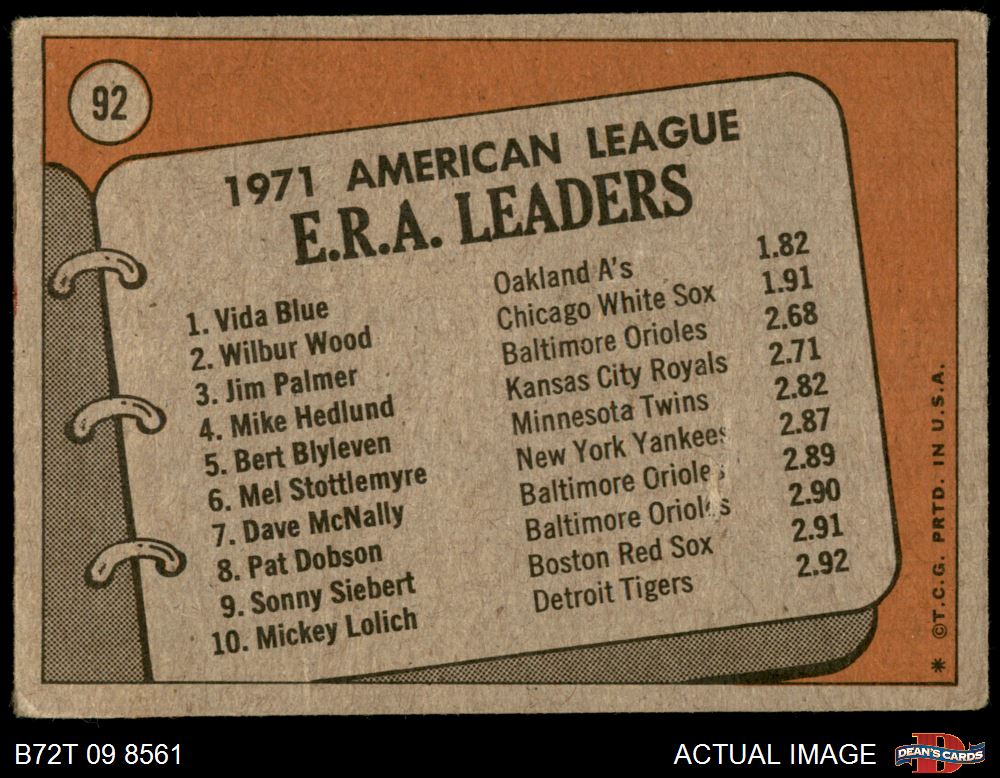 92
1971 AMERICAN LEAGUE
E.R.A. LEADERS
1. Vida Blue Oakland A's 1.82
2. Wilbur Wood Chicago White Sox 1.91
3. Jim Palmer Baltimore Orioles 2.68
4. Mike Hedlund Kansas City Royals 2.71
5. Bert Blyleven Minnesota Twins 2.82
6. Mel Stottlemyre New York Yankees 2.87
7. Dave McNally Baltimore Orioles 2.89
8. Pat Dobson Baltimore Orioles 2.90
9. Sonny Siebert Boston Red Sox 2.91
10. Mickey Lolich Detroit Tigers 2.92
* ©T.C.G. PRTD. IN U.S.A.
B72T 09 8561 ACTUAL IMAGE
D
DEAN'S CARDS